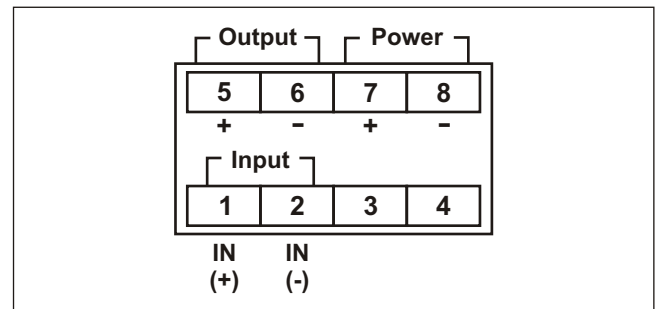 Output Power
5 6 7 8
+ - + -
Input
1 2 3 4
IN IN
(+) (-)